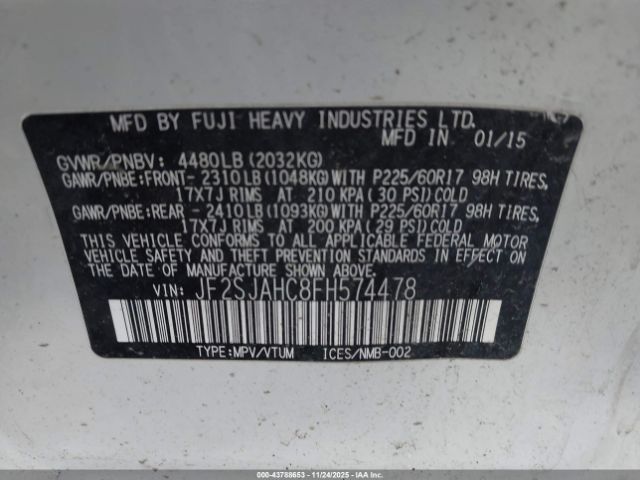 MFD BY FUJI HEAVY INDUSTRIES LTD.
MFD IN 01/15
GVWR/PNBV: 4480LB (2032KG)
GAWR/PNBE:FRONT- 2310LB (1048KG) WITH P225/60R17 98H TIRES,
17X7J RIMS AT 210 KPA ( 30 PSI) COLD
GAWR/PNBE:REAR - 2410LB (1093KG) WITH P225/60R17 98H TIRES,
17X7J RIMS AT 200 KPA ( 29 PSI) COLD
THIS VEHICLE CONFORMS TO ALL APPLICABLE FEDERAL MOTOR
VEHICLE SAFETY AND THEFT PREVENTION STANDARDS IN EFFECT
ON THE DATE OF MANUFACTURE SHOWN ABOVE.
VIN: JF2SJAHC8FH574478
TYPE:MPV/VTUM ICES/NMB-002
00-43788653 - 11/24/2025 - COPART